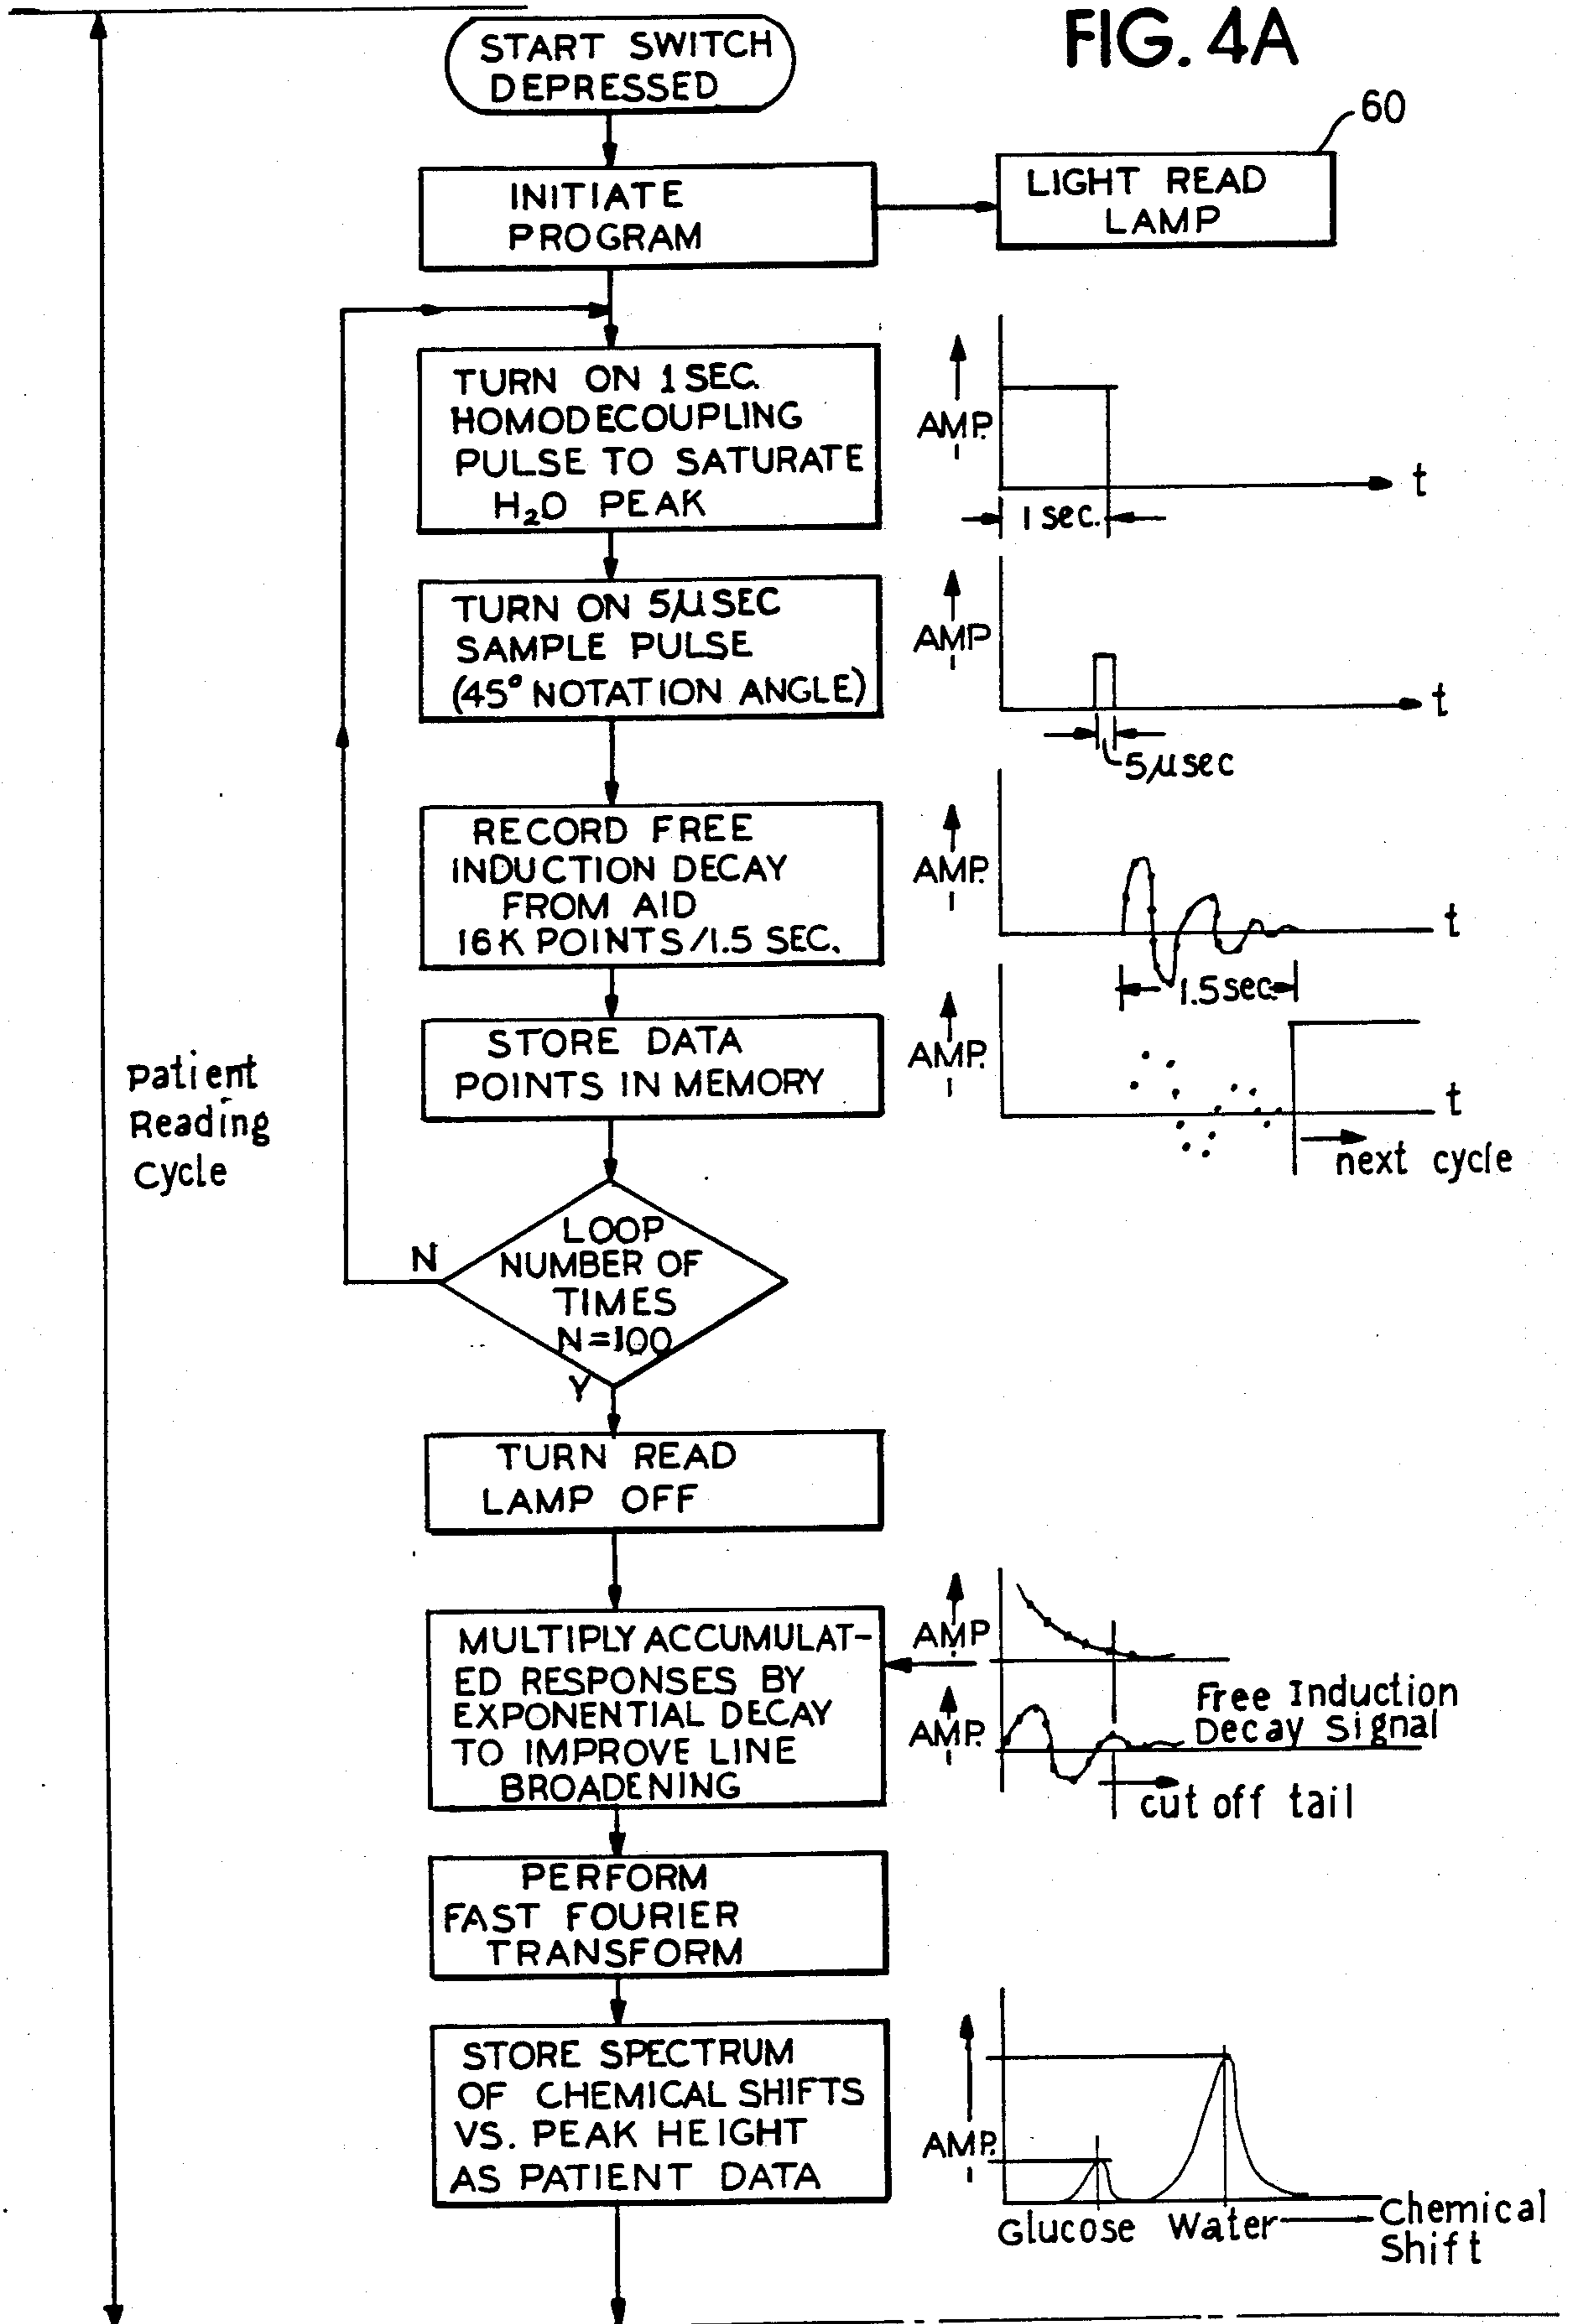 FIG. 4A
START SWITCH
DEPRESSED
INITIATE
PROGRAM
60
LIGHT READ
LAMP
TURN ON 1 SEC.
HOMODECOUPLING
PULSE TO SATURATE
H₂O PEAK
AMP.
t
1 sec.
TURN ON 5µSEC
SAMPLE PULSE
(45° NOTATION ANGLE)
AMP
t
5µsec
RECORD FREE
INDUCTION DECAY
FROM AID
16K POINTS/1.5 SEC.
AMP.
t
1.5sec.
STORE DATA
POINTS IN MEMORY
AMP.
t
next cycle
Patient
Reading
Cycle
N
LOOP
NUMBER OF
TIMES
N=100
Y
TURN READ
LAMP OFF
MULTIPLY ACCUMULAT-
ED RESPONSES BY
EXPONENTIAL DECAY
TO IMPROVE LINE
BROADENING
AMP
AMP.
Free Induction
Decay Signal
cut off tail
PERFORM
FAST FOURIER
TRANSFORM
STORE SPECTRUM
OF CHEMICAL SHIFTS
VS. PEAK HEIGHT
AS PATIENT DATA
AMP.
Glucose Water
Chemical
Shift